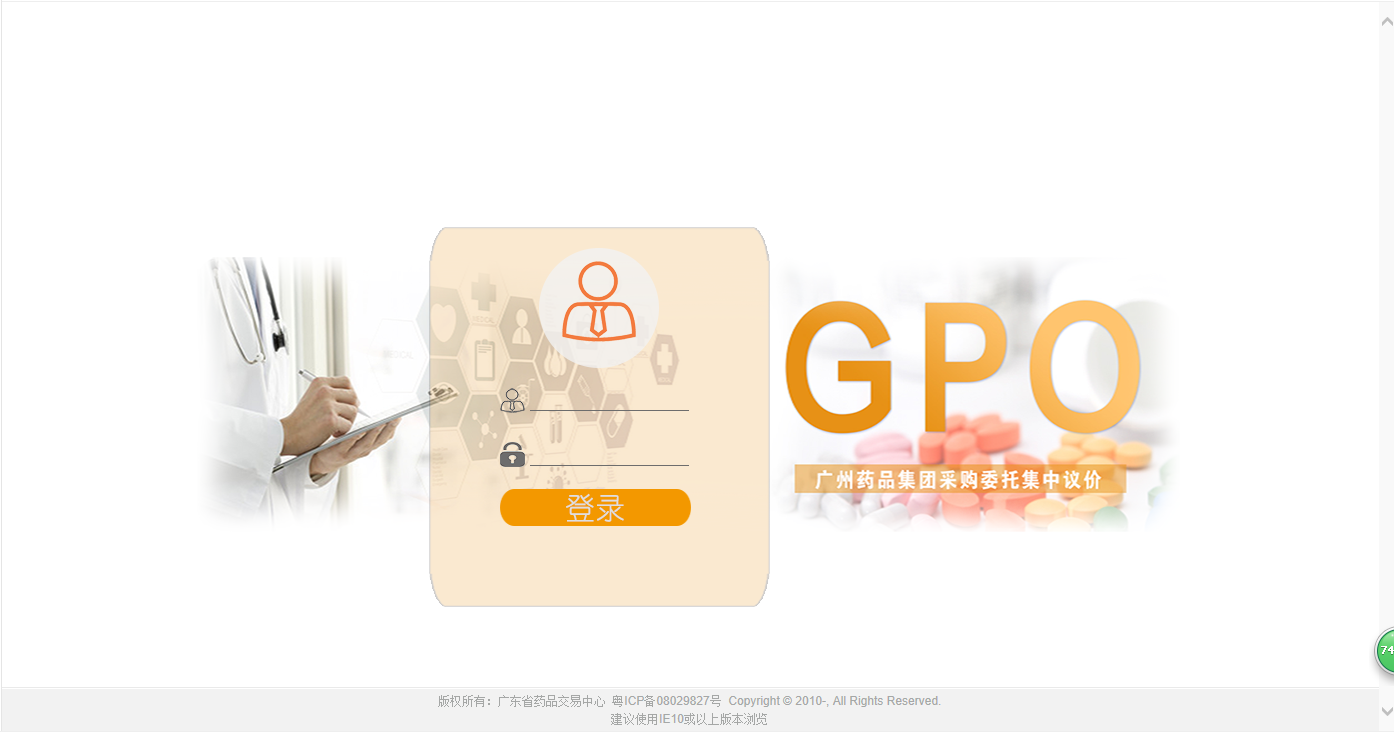 GPO
广州药品集团采购委托集中议价
登录
74
版权所有：广东省药品交易中心 粤ICP备08029827号 Copyright © 2010-, All Rights Reserved.
建议使用IE10或以上版本浏览